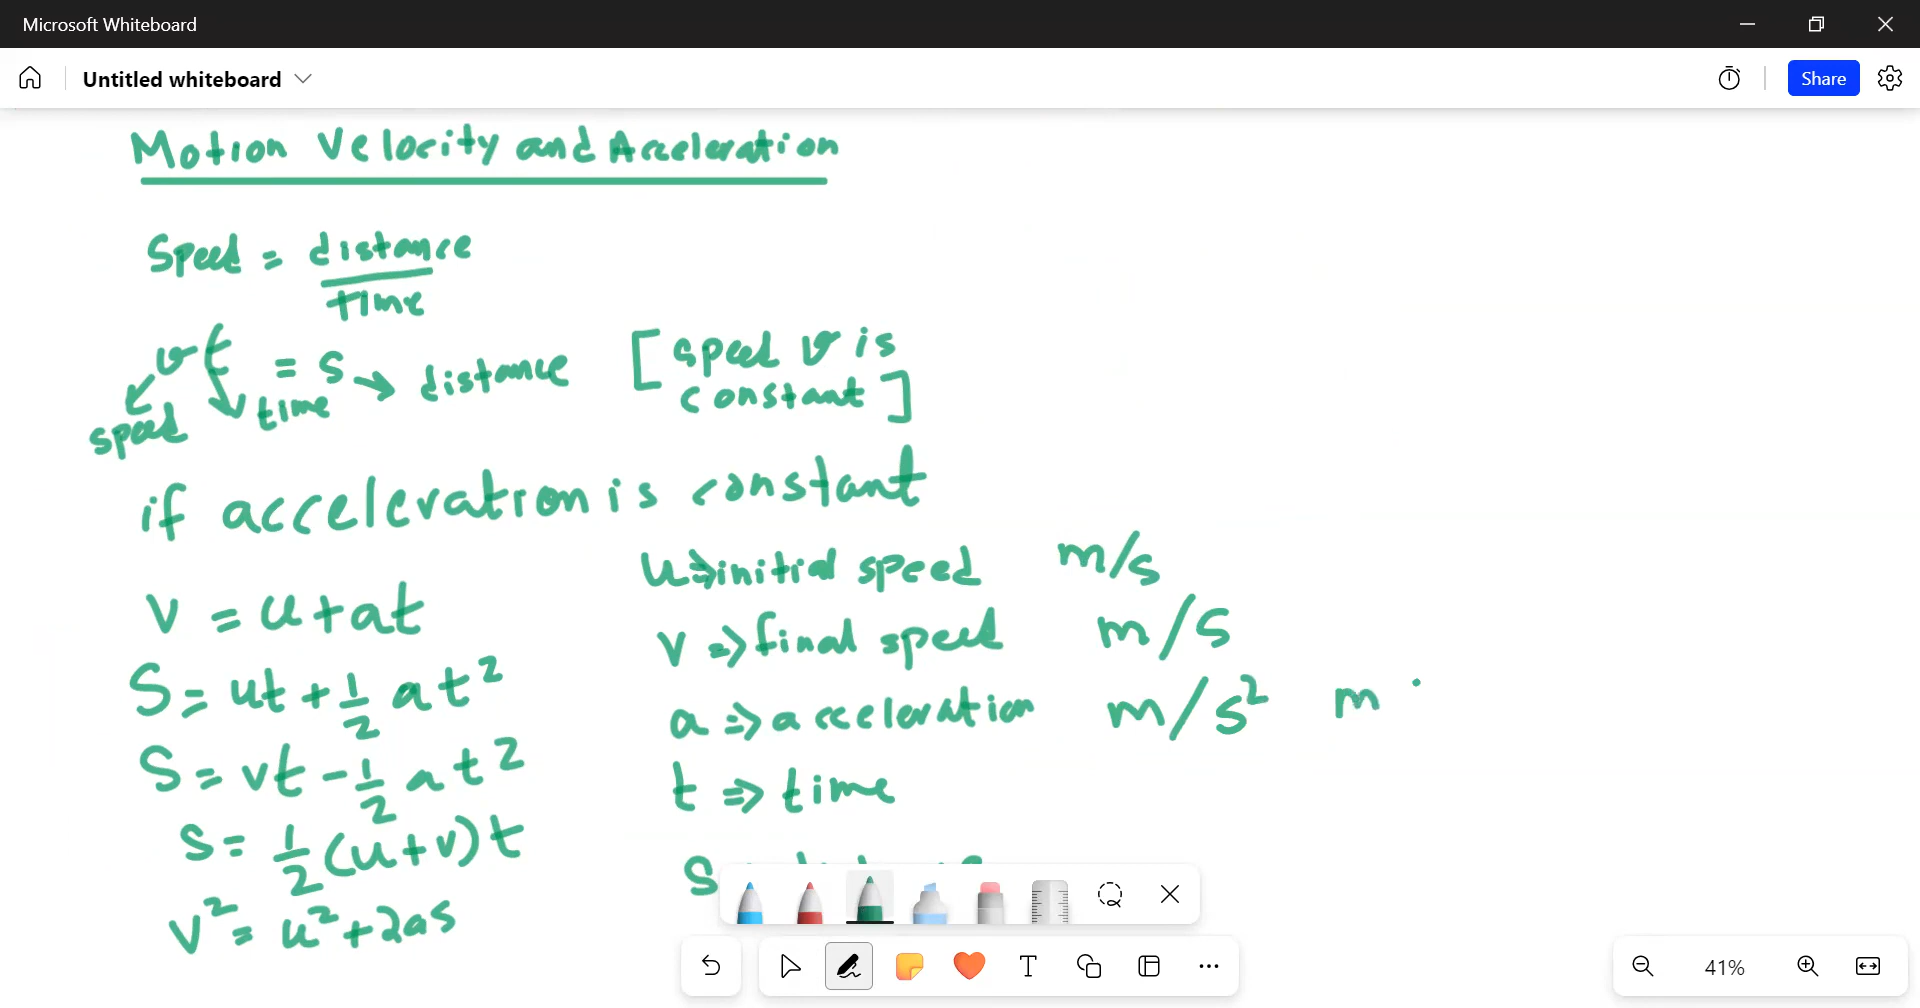 Microsoft Whiteboard
Untitled whiteboard
Share
Motion Velocity and Acceleration
Speed = distance
time
vt = s → distance [speed v is
constant]
speed time
if acceleration is constant
u => initial speed m/s
v = u + at
v => final speed m/s
S = ut + 1/2 at²
a => acceleration m/s² m
S = vt - 1/2 at²
t => time
S = 1/2 (u+v)t
S
v² = u² + 2as
T
41%